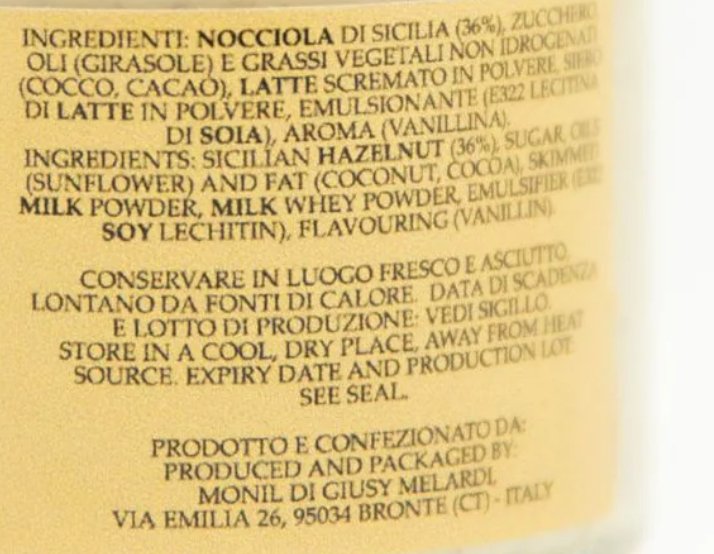 INGREDIENTI: NOCCIOLA DI SICILIA (36%), ZUCCHERO
OLI (GIRASOLE) E GRASSI VEGETALI NON IDROGENATI
(COCCO, CACAO), LATTE SCREMATO IN POLVERE, SIERO
DI LATTE IN POLVERE, EMULSIONANTE (E322 LECITINA
DI SOIA), AROMA (VANILLINA).
INGREDIENTS: SICILIAN HAZELNUT (36%), SUGAR, OILS
(SUNFLOWER) AND FAT (COCONUT, COCOA), SKIMMED
MILK POWDER, MILK WHEY POWDER, EMULSIFIER (E322
SOY LECHITIN), FLAVOURING (VANILLIN).
CONSERVARE IN LUOGO FRESCO E ASCIUTTO,
LONTANO DA FONTI DI CALORE. DATA DI SCADENZA
E LOTTO DI PRODUZIONE: VEDI SIGILLO.
STORE IN A COOL, DRY PLACE, AWAY FROM HEAT
SOURCE. EXPIRY DATE AND PRODUCTION LOT
SEE SEAL.
PRODOTTO E CONFEZIONATO DA:
PRODUCED AND PACKAGED BY:
MONIL DI GIUSY MELARDI,
VIA EMILIA 26, 95034 BRONTE (CT) - ITALY